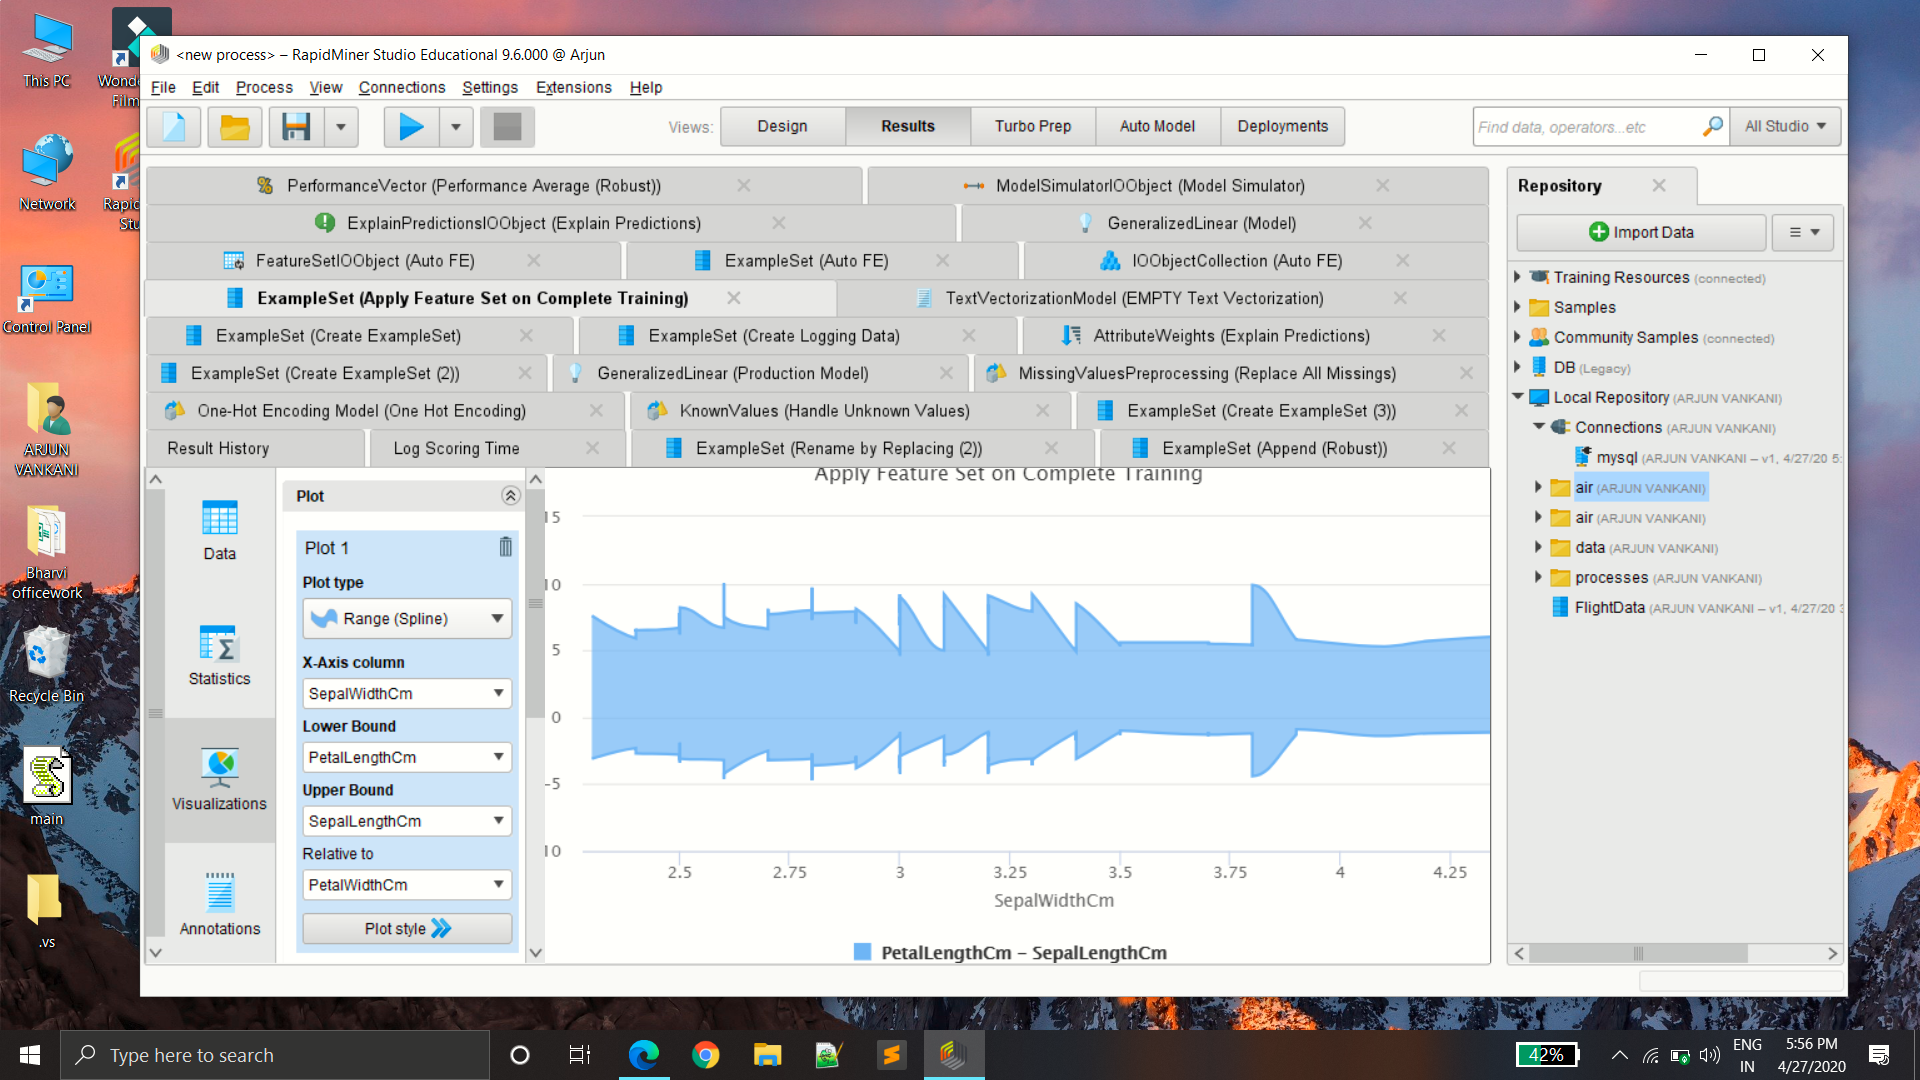 This PC
Wonde
Film
Network
Rapid
Stu
Control Panel
ARJUN
VANKANI
Bharvi
officework
Recycle Bin
main
.vs
<new process> – RapidMiner Studio Educational 9.6.000 @ Arjun
File Edit Process View Connections Settings Extensions Help
Views: Design Results Turbo Prep Auto Model Deployments
Find data, operators...etc All Studio
PerformanceVector (Performance Average (Robust)) ModelSimulatorIOObject (Model Simulator)
ExplainPredictionsIOObject (Explain Predictions) GeneralizedLinear (Model)
FeatureSetIOObject (Auto FE) ExampleSet (Auto FE) IOObjectCollection (Auto FE)
ExampleSet (Apply Feature Set on Complete Training) TextVectorizationModel (EMPTY Text Vectorization)
ExampleSet (Create ExampleSet) ExampleSet (Create Logging Data) AttributeWeights (Explain Predictions)
ExampleSet (Create ExampleSet (2)) GeneralizedLinear (Production Model) MissingValuesPreprocessing (Replace All Missings)
One-Hot Encoding Model (One Hot Encoding) KnownValues (Handle Unknown Values) ExampleSet (Create ExampleSet (3))
Result History Log Scoring Time ExampleSet (Rename by Replacing (2)) ExampleSet (Append (Robust))
Data
Statistics
Visualizations
Annotations
Plot
Plot 1
Plot type
Range (Spline)
X-Axis column
SepalWidthCm
Lower Bound
PetalLengthCm
Upper Bound
SepalLengthCm
Relative to
PetalWidthCm
Plot style
Apply Feature Set on Complete Training
15
10
5
0
-5
10
2.5 2.75 3 3.25 3.5 3.75 4 4.25
SepalWidthCm
PetalLengthCm - SepalLengthCm
Repository
Import Data
Training Resources (connected)
Samples
Community Samples (connected)
DB (Legacy)
Local Repository (ARJUN VANKANI)
Connections (ARJUN VANKANI)
mysql (ARJUN VANKANI – v1, 4/27/20 5:
air (ARJUN VANKANI)
air (ARJUN VANKANI)
data (ARJUN VANKANI)
processes (ARJUN VANKANI)
FlightData (ARJUN VANKANI – v1, 4/27/20 3
Type here to search
42%
ENG
IN
5:56 PM
4/27/2020